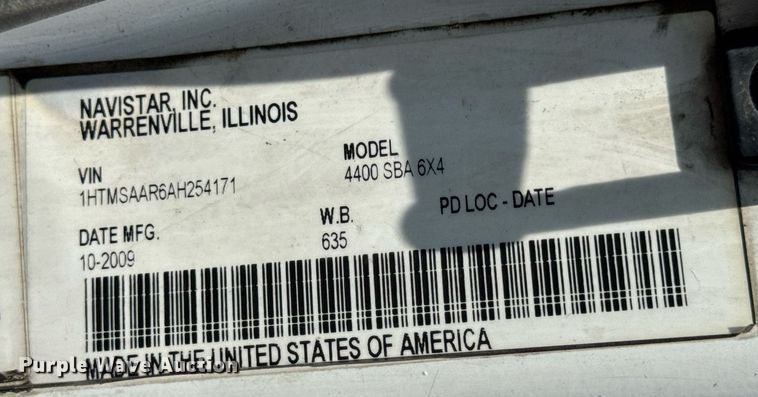 NAVISTAR, INC.
WARRENVILLE, ILLINOIS
VIN
1HTMSAAR6AH254171
MODEL
4400 SBA 6X4
DATE MFG.
10-2009
W.B.
635
PD LOC - DATE
MADE IN THE UNITED STATES OF AMERICA
Purple Wave Auction